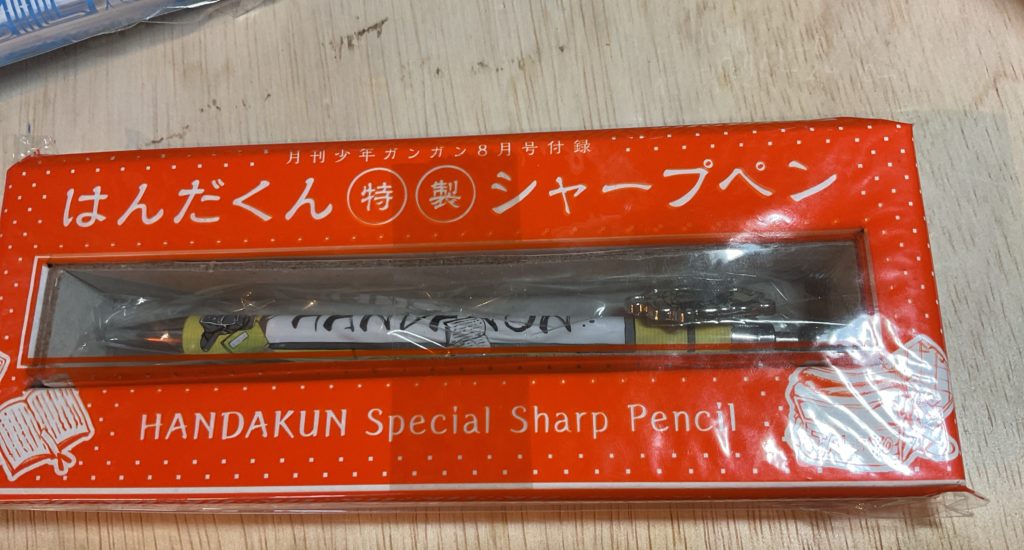 月刊少年ガンガン8月号付録
はんだくん 特 製 シャープペン
HANDAKUN Special Sharp Pencil